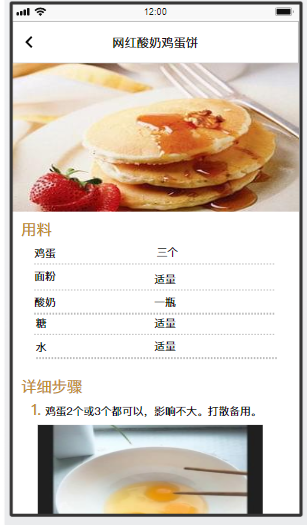 12:00
网红酸奶鸡蛋饼
用料
鸡蛋 三个
面粉 适量
酸奶 一瓶
糖 适量
水 适量
详细步骤
1. 鸡蛋2个或3个都可以，影响不大。打散备用。